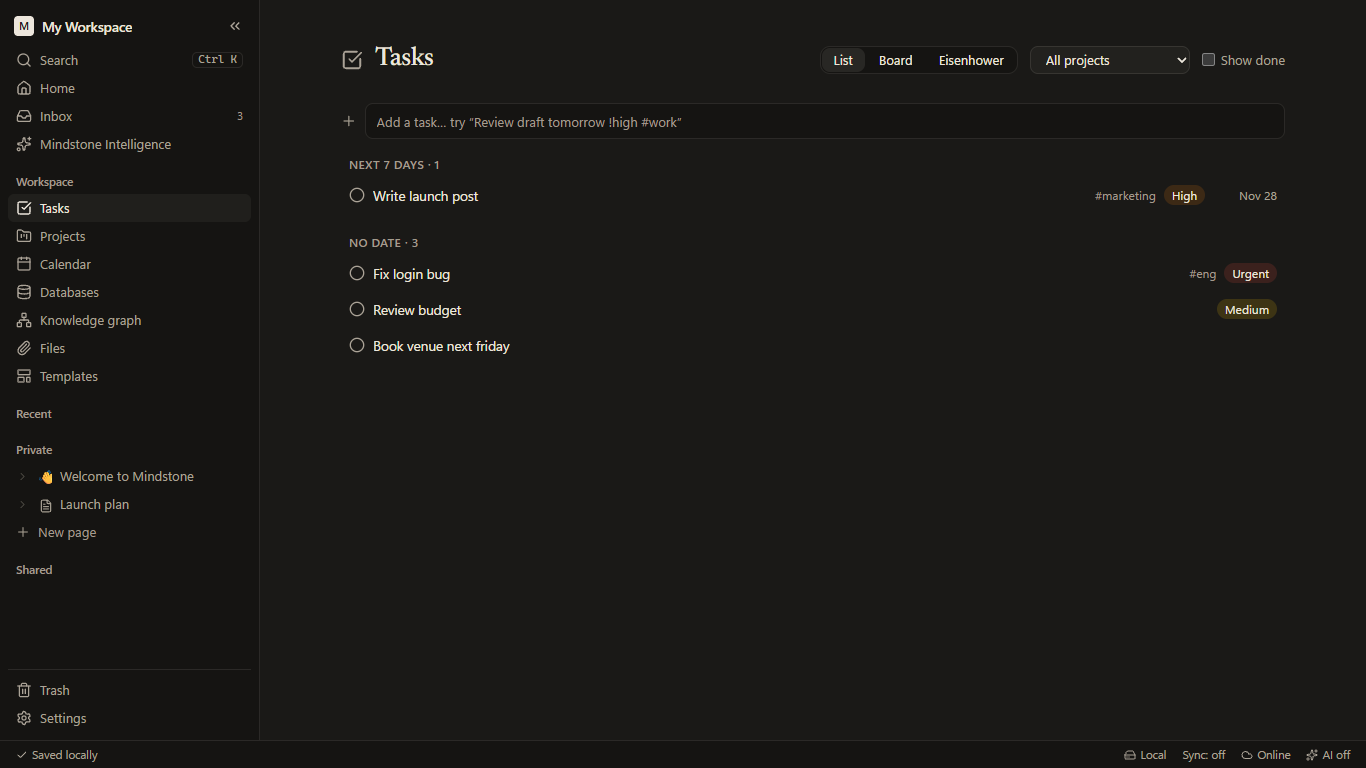 M My Workspace
Search Ctrl K
Home
Inbox 3
Mindstone Intelligence
Workspace
Tasks
Projects
Calendar
Databases
Knowledge graph
Files
Templates
Recent
Private
Welcome to Mindstone
Launch plan
New page
Shared
Trash
Settings
Tasks
List Board Eisenhower All projects Show done
Add a task... try "Review draft tomorrow !high #work"
NEXT 7 DAYS · 1
Write launch post #marketing High Nov 28
NO DATE · 3
Fix login bug #eng Urgent
Review budget Medium
Book venue next friday
Saved locally Local Sync: off Online AI off